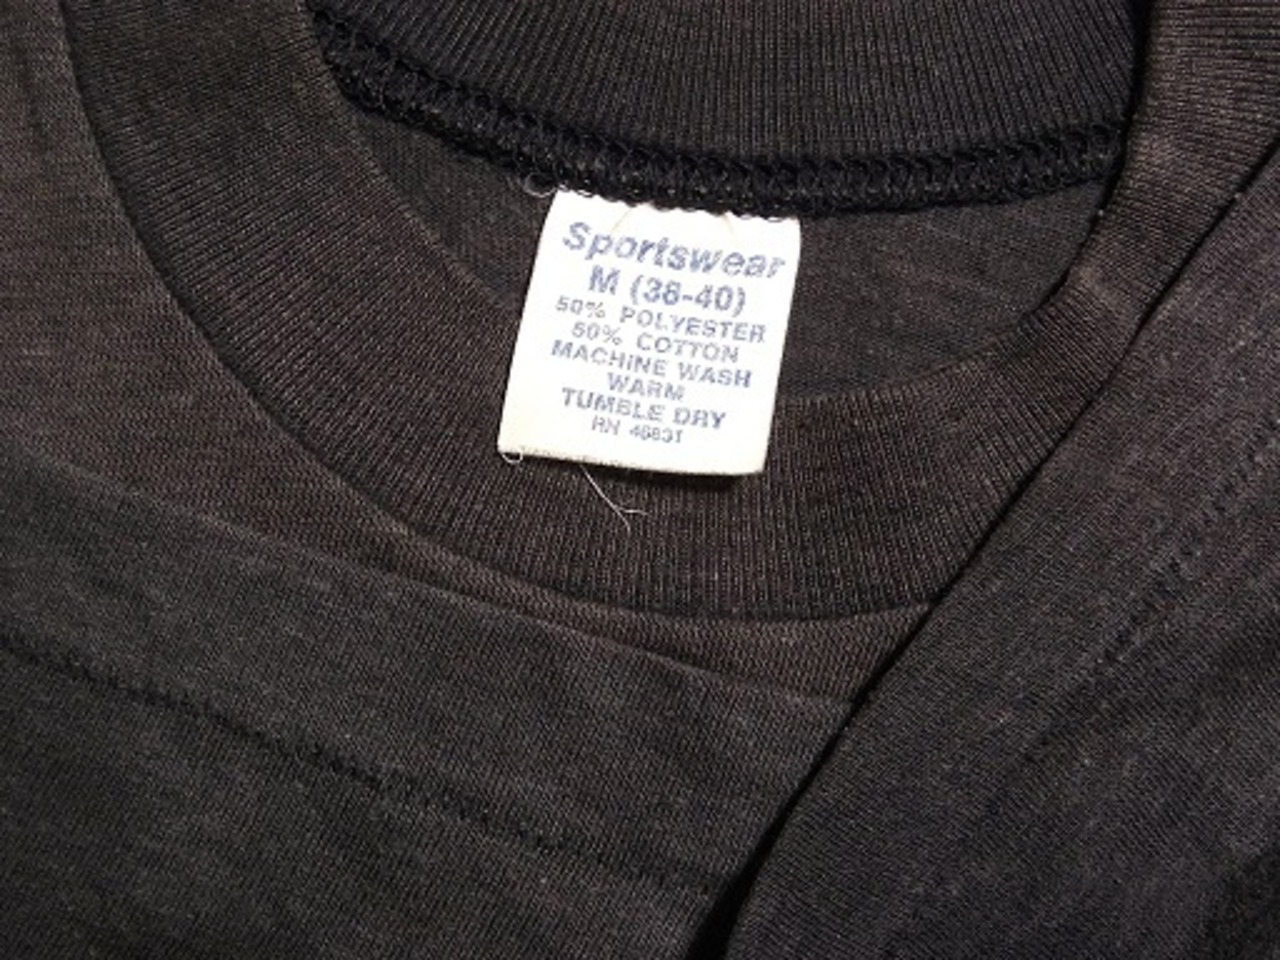 Sportswear
M (38-40)
50% POLYESTER
50% COTTON
MACHINE WASH
WARM
TUMBLE DRY
RN 46831